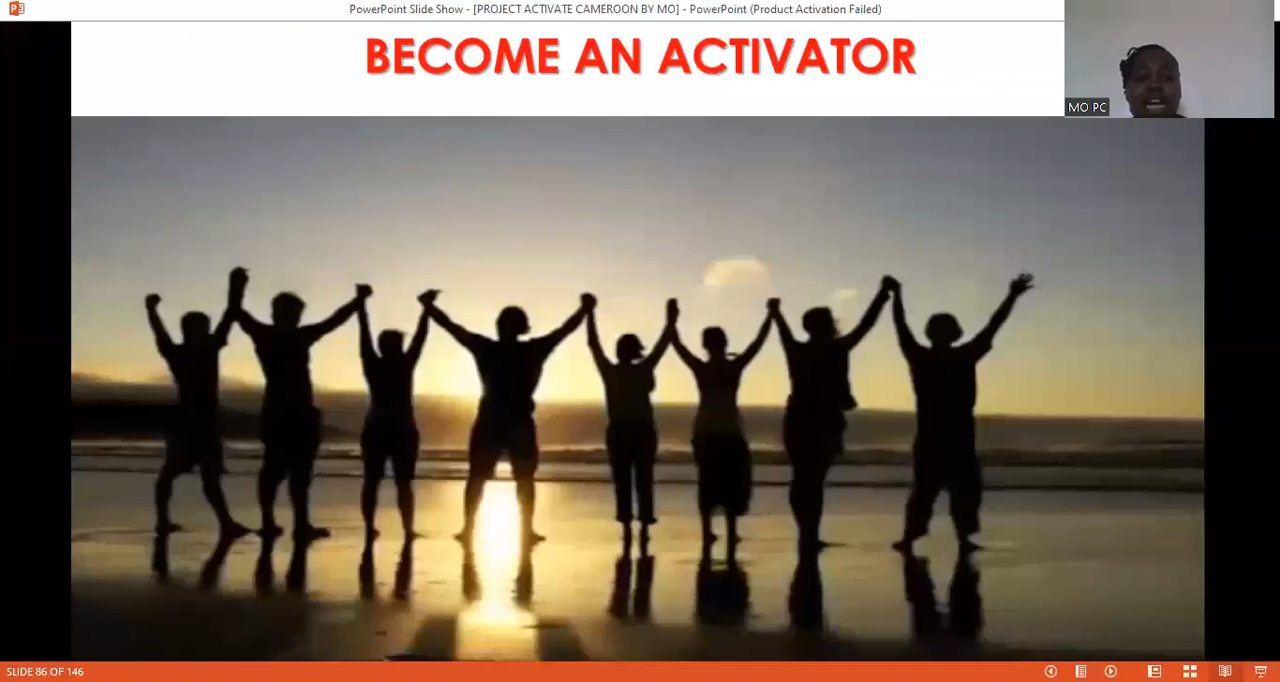 PowerPoint Slide Show - [PROJECT ACTIVATE CAMEROON BY MO] - PowerPoint (Product Activation Failed)
BECOME AN ACTIVATOR
MO PC
SLIDE 86 OF 146